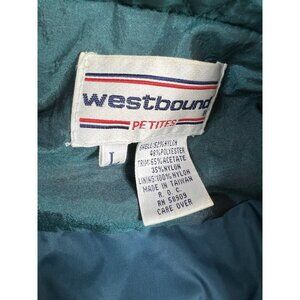 westbound
PETITES
L
SHELL:52%NYLON
48%POLYESTER
TRIM:65%ACETATE
35%NYLON
LINING:100%NYLON
MADE IN TAIWAN
R. O. C.
RN 58909
CARE OVER